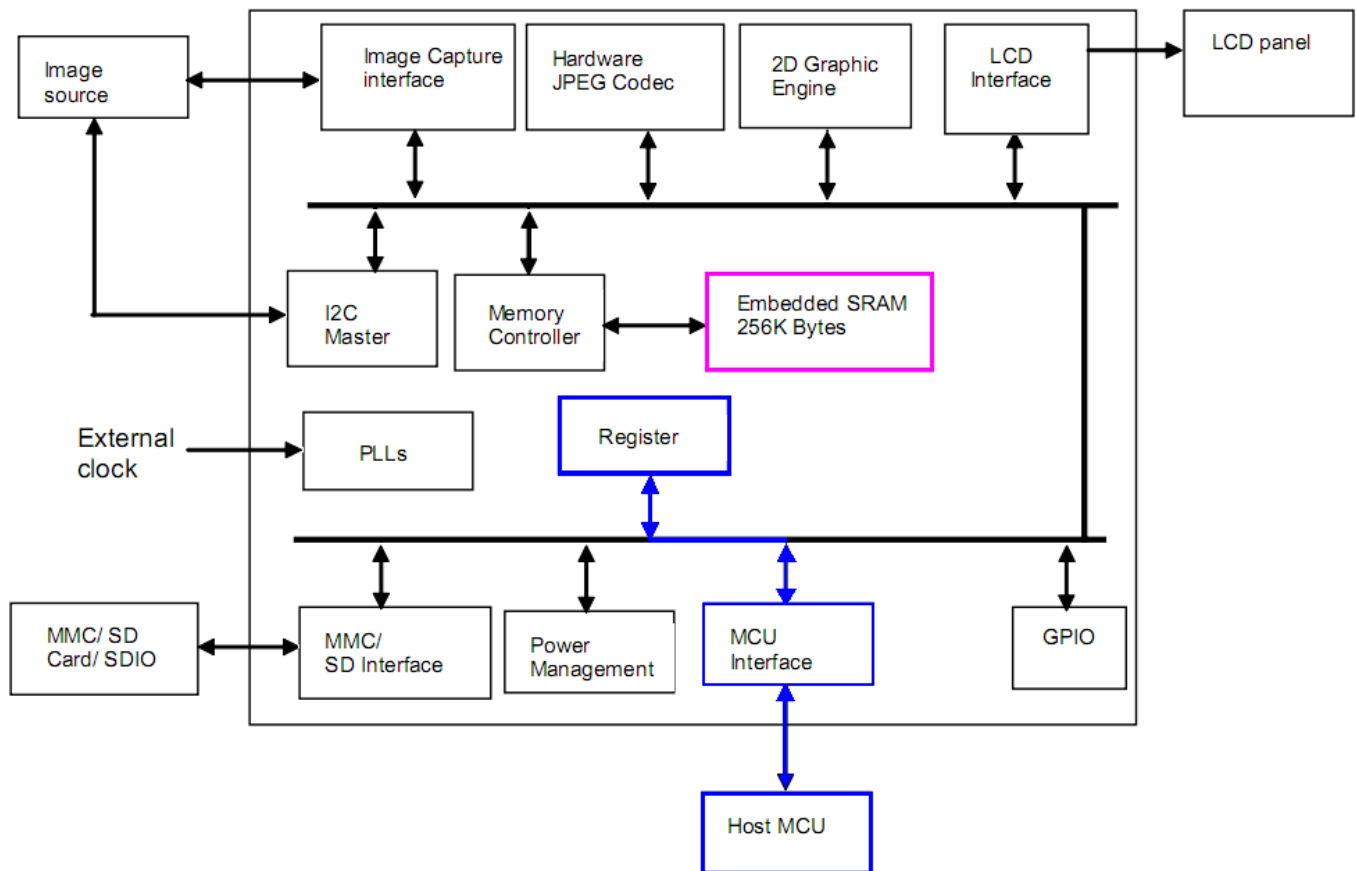 Image
source
Image Capture
interface
Hardware
JPEG Codec
2D Graphic
Engine
LCD
Interface
LCD panel
I2C
Master
Memory
Controller
Embedded SRAM
256K Bytes
External
clock
PLLs
Register
MMC/ SD
Card/ SDIO
MMC/
SD Interface
Power
Management
MCU
Interface
GPIO
Host MCU